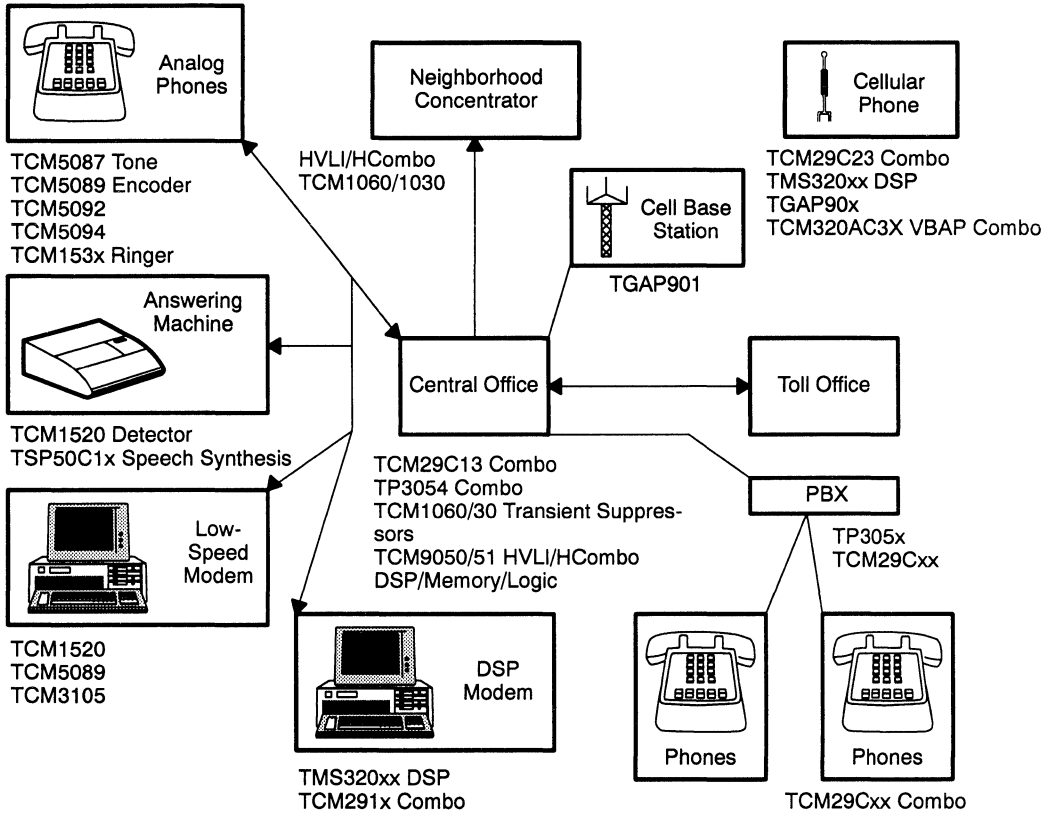 Analog
Phones
TCM5087 Tone
TCM5089 Encoder
TCM5092
TCM5094
TCM153x Ringer
Neighborhood
Concentrator
HVLI/HCombo
TCM1060/1030
Cellular
Phone
TCM29C23 Combo
TMS320xx DSP
TGAP90x
TCM320AC3X VBAP Combo
Cell Base
Station
TGAP901
Answering
Machine
TCM1520 Detector
TSP50C1x Speech Synthesis
Central Office
Toll Office
TCM29C13 Combo
TP3054 Combo
TCM1060/30 Transient Suppres-
sors
TCM9050/51 HVLI/HCombo
DSP/Memory/Logic
PBX
TP305x
TCM29Cxx
Low-
Speed
Modem
TCM1520
TCM5089
TCM3105
DSP
Modem
TMS320xx DSP
TCM291x Combo
Phones
Phones
TCM29Cxx Combo